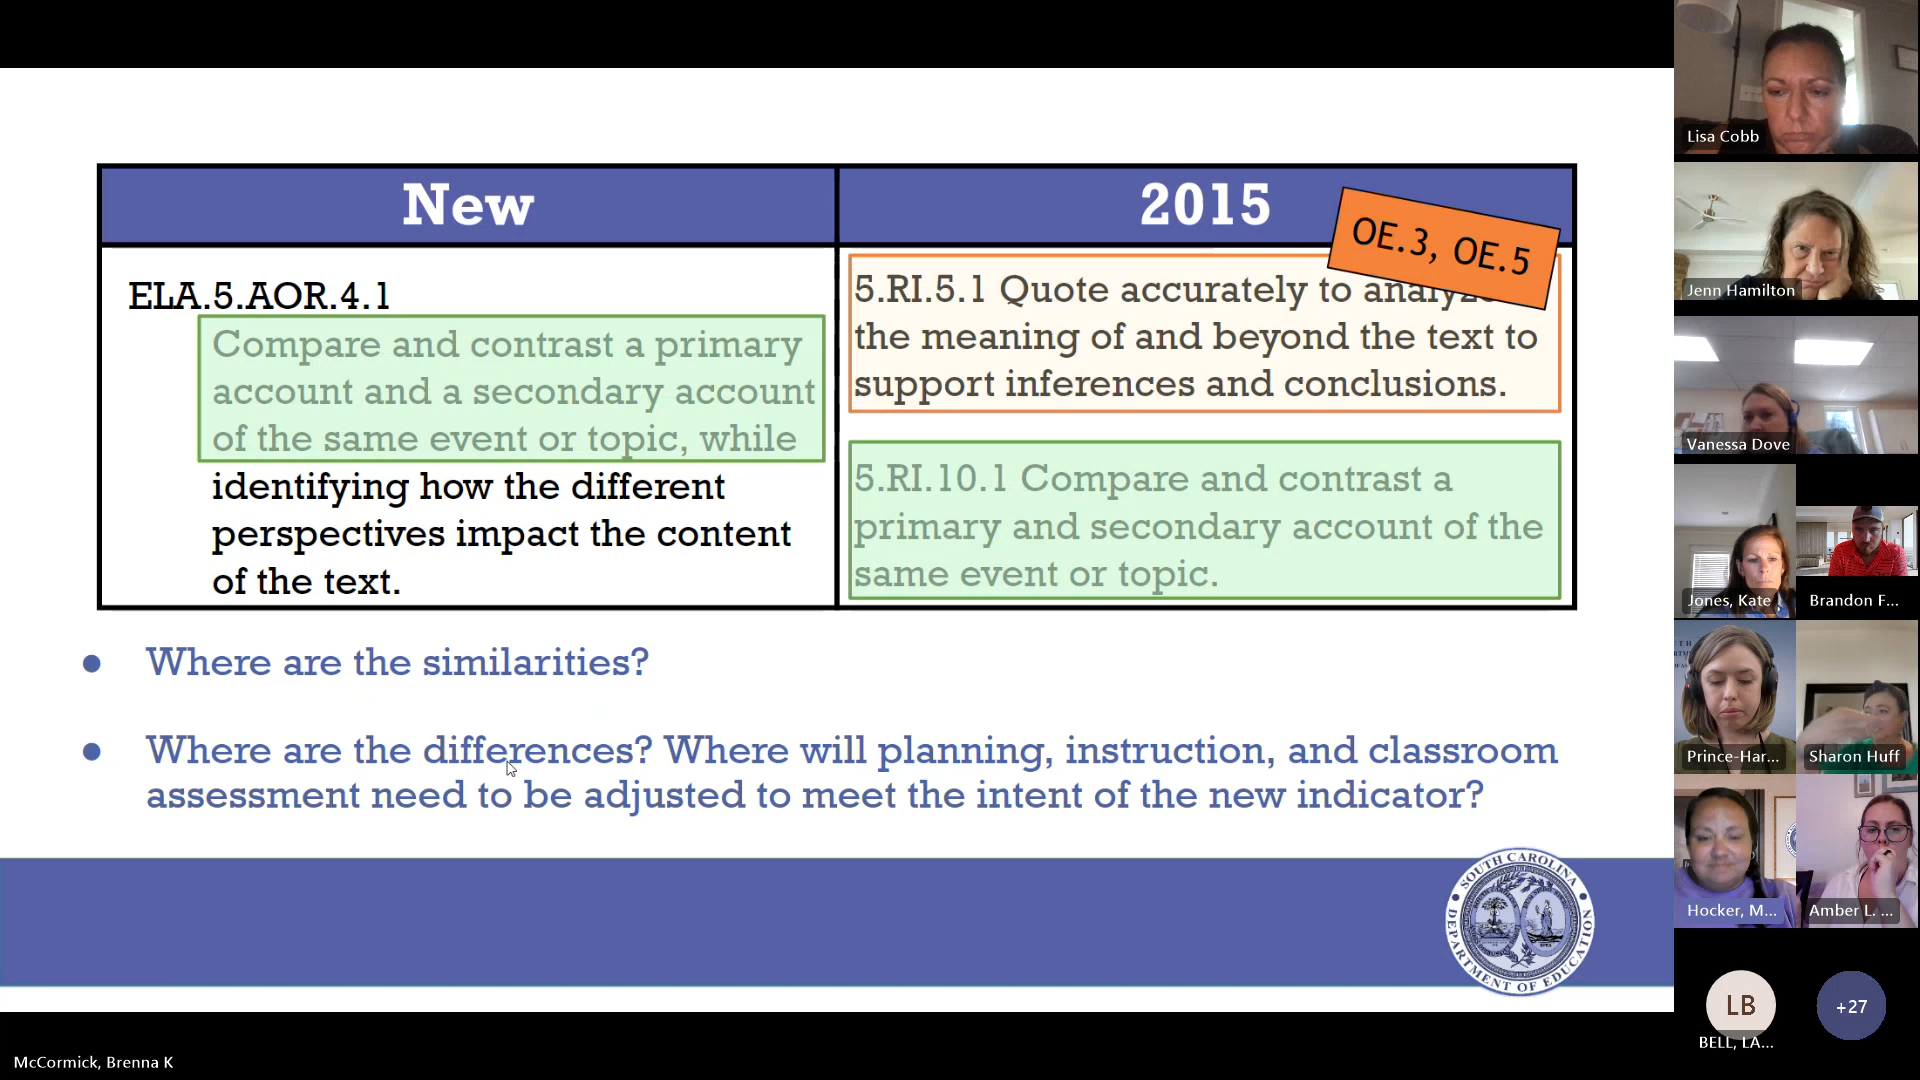 New
2015
OE.3, OE.5
ELA.5.AOR.4.1
Compare and contrast a primary
account and a secondary account
of the same event or topic, while
identifying how the different
perspectives impact the content
of the text.
5.RI.5.1 Quote accurately to analyze
the meaning of and beyond the text to
support inferences and conclusions.
5.RI.10.1 Compare and contrast a
primary and secondary account of the
same event or topic.
● Where are the similarities?
● Where are the differences? Where will planning, instruction, and classroom
assessment need to be adjusted to meet the intent of the new indicator?
SOUTH CAROLINA
DEPARTMENT OF EDUCATION
McCormick, Brenna K
Lisa Cobb
Jenn Hamilton
Vanessa Dove
Jones, Kate
Brandon F...
Prince-Har...
Sharon Huff
Hocker, M...
Amber L. ...
LB
BELL, LA...
+27